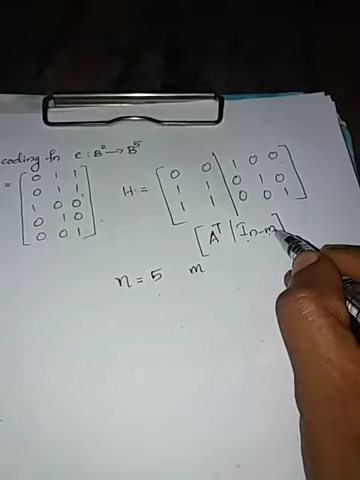 coding fn e: B² → B⁵
= [ 0 1 1 H = [ 0 0 | 1 0 0 ]
0 1 1 1 1 | 0 1 0
1 0 0 1 1 | 0 0 1
0 1 0
0 0 1 ]
[ Aᵀ | In-m ]
n = 5 m